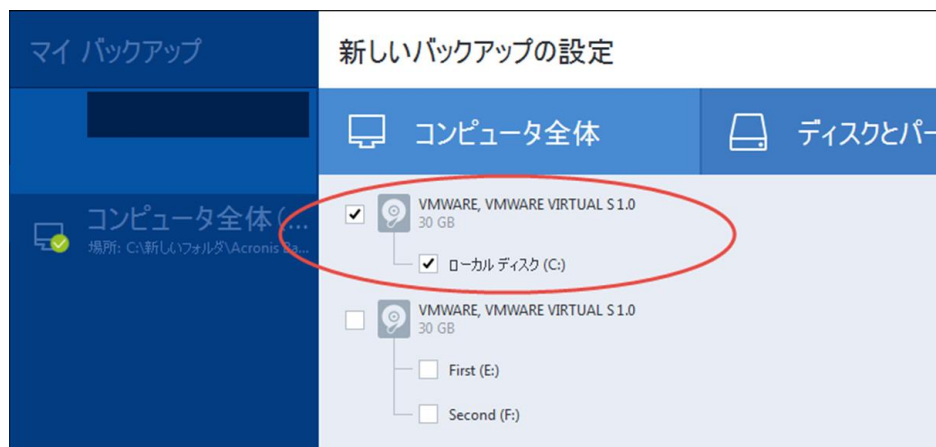 マイ バックアップ
新しいバックアップの設定
コンピュータ全体
ディスクとパー
コンピュータ全体 (...
場所: C:\新しいフォルダ\Acronis Ba...
VMWARE, VMWARE VIRTUAL S 1.0
30 GB
ローカル ディスク (C:)
VMWARE, VMWARE VIRTUAL S 1.0
30 GB
First (E:)
Second (F:)